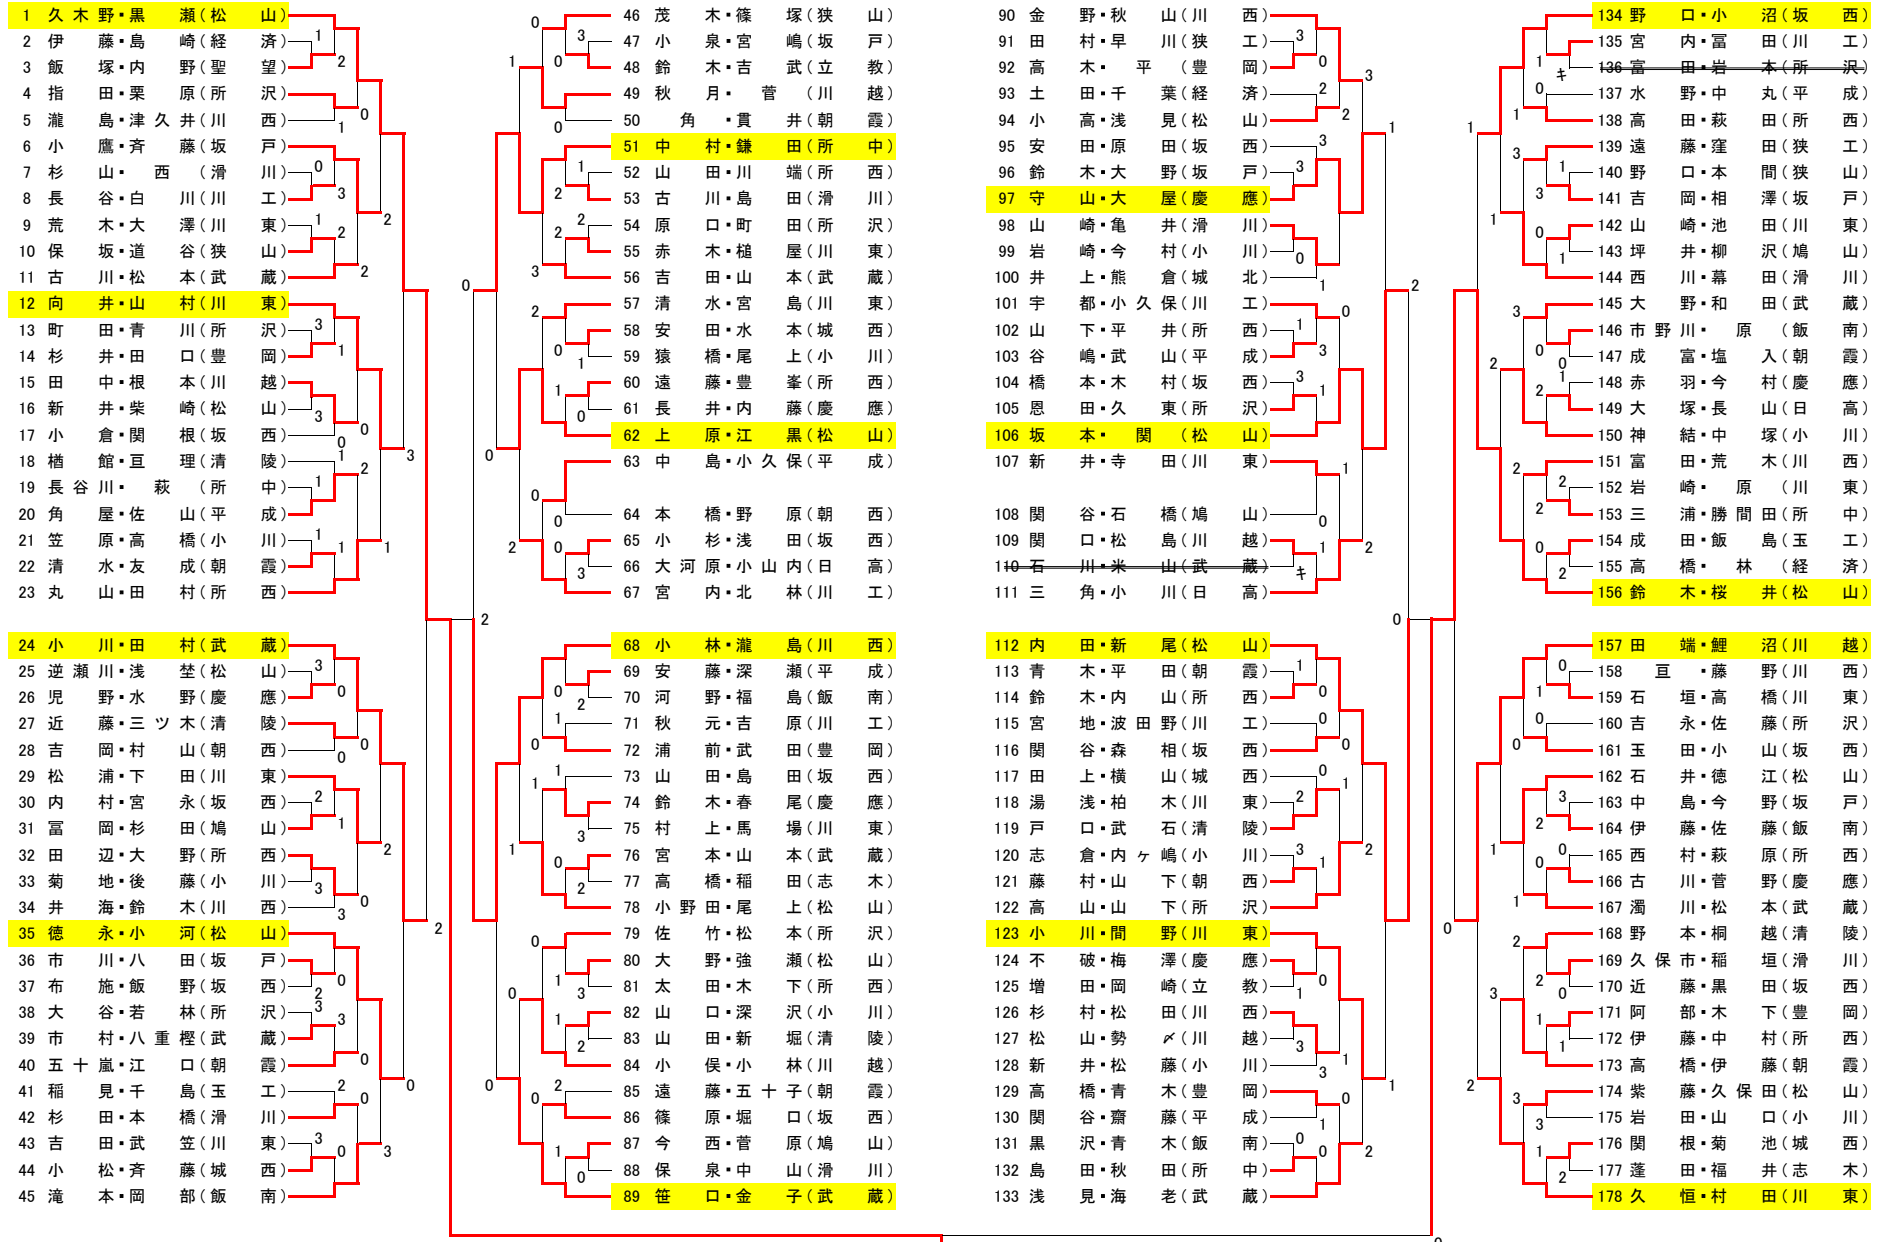 1 久木野・黒瀬(松山)
2 伊藤・島崎(経済)
3 飯塚・内野(聖望)
4 指田・栗原(所沢)
5 瀧島・津久井(川西)
6 小鷹・斉藤(坂戸)
7 杉山・西(滑川)
8 長谷・白川(川工)
9 荒木・大澤(川東)
10 保坂・道谷(狭山)
11 古川・松本(武蔵)
12 向井・山村(川東)
13 町田・青川(所沢)
14 杉井・田口(豊岡)
15 田中・根本(川越)
16 新井・柴崎(松山)
17 小倉・関根(坂西)
18 楢館・亘理(清陵)
19 長谷川・萩(所中)
20 角屋・佐山(平成)
21 笠原・高橋(小川)
22 清水・友成(朝霞)
23 丸山・田村(所西)
24 小川・田村(武蔵)
25 逆瀬川・浅埜(松山)
26 児野・水野(慶應)
27 近藤・三ツ木(清陵)
28 吉岡・村山(朝西)
29 松浦・下田(川東)
30 内村・宮永(坂西)
31 冨岡・杉田(鳩山)
32 田辺・大野(所西)
33 菊地・後藤(小川)
34 井海・鈴木(川西)
35 徳永・小河(松山)
36 市川・八田(坂戸)
37 布施・飯野(坂西)
38 大谷・若林(所沢)
39 市村・八重樫(武蔵)
40 五十嵐・江口(朝霞)
41 稲見・千島(玉工)
42 杉田・本橋(滑川)
43 吉田・武笠(川東)
44 小松・斉藤(城西)
45 滝本・岡部(飯南)
46 茂木・篠塚(狭山)
47 小泉・宮嶋(坂戸)
48 鈴木・吉武(立教)
49 秋月・菅(川越)
50 角・貫井(朝霞)
51 中村・鎌田(所中)
52 山田・川端(所西)
53 古川・島田(滑川)
54 原口・町田(所沢)
55 赤木・槌屋(川東)
56 吉田・山本(武蔵)
57 清水・宮島(川東)
58 安田・水本(城西)
59 猿橋・尾上(小川)
60 遠藤・豊峯(所西)
61 長井・内藤(慶應)
62 上原・江黒(松山)
63 中島・小久保(平成)
64 本橋・野原(朝西)
65 小杉・浅田(坂西)
66 大河原・小山内(日高)
67 宮内・北林(川工)
68 小林・瀧島(川西)
69 安藤・深瀬(平成)
70 河野・福島(飯南)
71 秋元・吉原(川工)
72 浦前・武田(豊岡)
73 山田・島田(坂西)
74 鈴木・春尾(慶應)
75 村上・馬場(川東)
76 宮本・山本(武蔵)
77 高橋・稲田(志木)
78 小野田・尾上(松山)
79 佐竹・松本(所沢)
80 大野・強瀬(松山)
81 太田・木下(所西)
82 山口・深沢(小川)
83 山田・新堀(清陵)
84 小俣・小林(川越)
85 遠藤・五十子(朝霞)
86 篠原・堀口(坂西)
87 今西・菅原(鳩山)
88 保泉・中山(滑川)
89 笹口・金子(武蔵)
90 金野・秋山(川西)
91 田村・早川(狭工)
92 高木・平(豊岡)
93 土田・千葉(経済)
94 小高・浅見(松山)
95 安田・原田(坂西)
96 鈴木・大野(坂戸)
97 守山・大屋(慶應)
98 山崎・亀井(滑川)
99 岩崎・今村(小川)
100 井上・熊倉(城北)
101 宇都・小久保(川工)
102 山下・平井(所西)
103 谷嶋・武山(平成)
104 橋本・木村(坂西)
105 恩田・久東(所沢)
106 坂本・関(松山)
107 新井・寺田(川東)
108 関谷・石橋(鳩山)
109 関口・松島(川越)
110 石川・米山(武蔵)
111 三角・小川(日高)
112 内田・新尾(松山)
113 青木・平田(朝霞)
114 鈴木・内山(所西)
115 宮地・波田野(川工)
116 関谷・森相(坂西)
117 田上・横山(城西)
118 湯浅・柏木(川東)
119 戸口・武石(清陵)
120 志倉・内ヶ嶋(小川)
121 藤村・山下(朝西)
122 高山・山下(所沢)
123 小川・間野(川東)
124 不破・梅澤(慶應)
125 増田・岡崎(立教)
126 杉村・松田(川西)
127 松山・勢〆(川越)
128 新井・松藤(小川)
129 高橋・青木(豊岡)
130 関谷・齋藤(平成)
131 黒沢・青木(飯南)
132 島田・秋田(所中)
133 浅見・海老(武蔵)
134 野口・小沼(坂西)
135 宮内・冨田(川工)
136 富田・岩本(所沢)
137 水野・中丸(平成)
138 高田・萩田(所西)
139 遠藤・窪田(狭工)
140 野口・本間(狭山)
141 吉岡・相澤(坂戸)
142 山崎・池田(川東)
143 坪井・柳沢(鳩山)
144 西川・幕田(滑川)
145 大野・和田(武蔵)
146 市野川・原(飯南)
147 成富・塩入(朝霞)
148 赤羽・今村(慶應)
149 大塚・長山(日高)
150 神結・中塚(小川)
151 富田・荒木(川西)
152 岩崎・原(川東)
153 三浦・勝間田(所中)
154 成田・飯島(玉工)
155 高橋・林(経済)
156 鈴木・桜井(松山)
157 田端・鯉沼(川越)
158 亘・藤野(川西)
159 石垣・高橋(川東)
160 吉永・佐藤(所沢)
161 玉田・小山(坂西)
162 石井・徳江(松山)
163 中島・今野(坂戸)
164 伊藤・佐藤(飯南)
165 西村・萩原(所西)
166 古川・菅野(慶應)
167 濁川・松本(武蔵)
168 野本・桐越(清陵)
169 久保市・稲垣(滑川)
170 近藤・黒田(坂西)
171 阿部・木下(豊岡)
172 伊藤・中村(所西)
173 高橋・伊藤(朝霞)
174 紫藤・久保田(松山)
175 岩田・山口(小川)
176 関根・菊池(城西)
177 蓬田・福井(志木)
178 久恒・村田(川東)